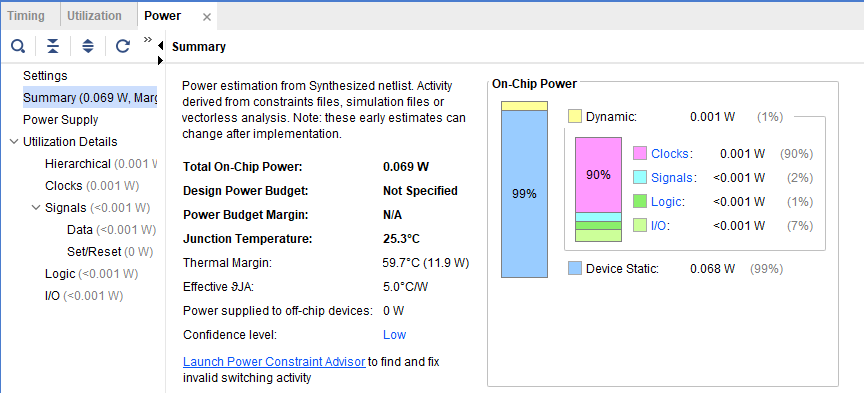 Timing
Utilization
Power
Summary
Settings
Summary (0.069 W, Marg
Power Supply
Utilization Details
Hierarchical (0.001 W
Clocks (0.001 W)
Signals (<0.001 W)
Data (<0.001 W)
Set/Reset (0 W)
Logic (<0.001 W)
I/O (<0.001 W)
Power estimation from Synthesized netlist. Activity
derived from constraints files, simulation files or
vectorless analysis. Note: these early estimates can
change after implementation.
Total On-Chip Power: 0.069 W
Design Power Budget: Not Specified
Power Budget Margin: N/A
Junction Temperature: 25.3°C
Thermal Margin: 59.7°C (11.9 W)
Effective ϑJA: 5.0°C/W
Power supplied to off-chip devices: 0 W
Confidence level: Low
Launch Power Constraint Advisor to find and fix
invalid switching activity
On-Chip Power
99%
Dynamic: 0.001 W (1%)
90%
Clocks: 0.001 W (90%)
Signals: <0.001 W (2%)
Logic: <0.001 W (1%)
I/O: <0.001 W (7%)
Device Static: 0.068 W (99%)